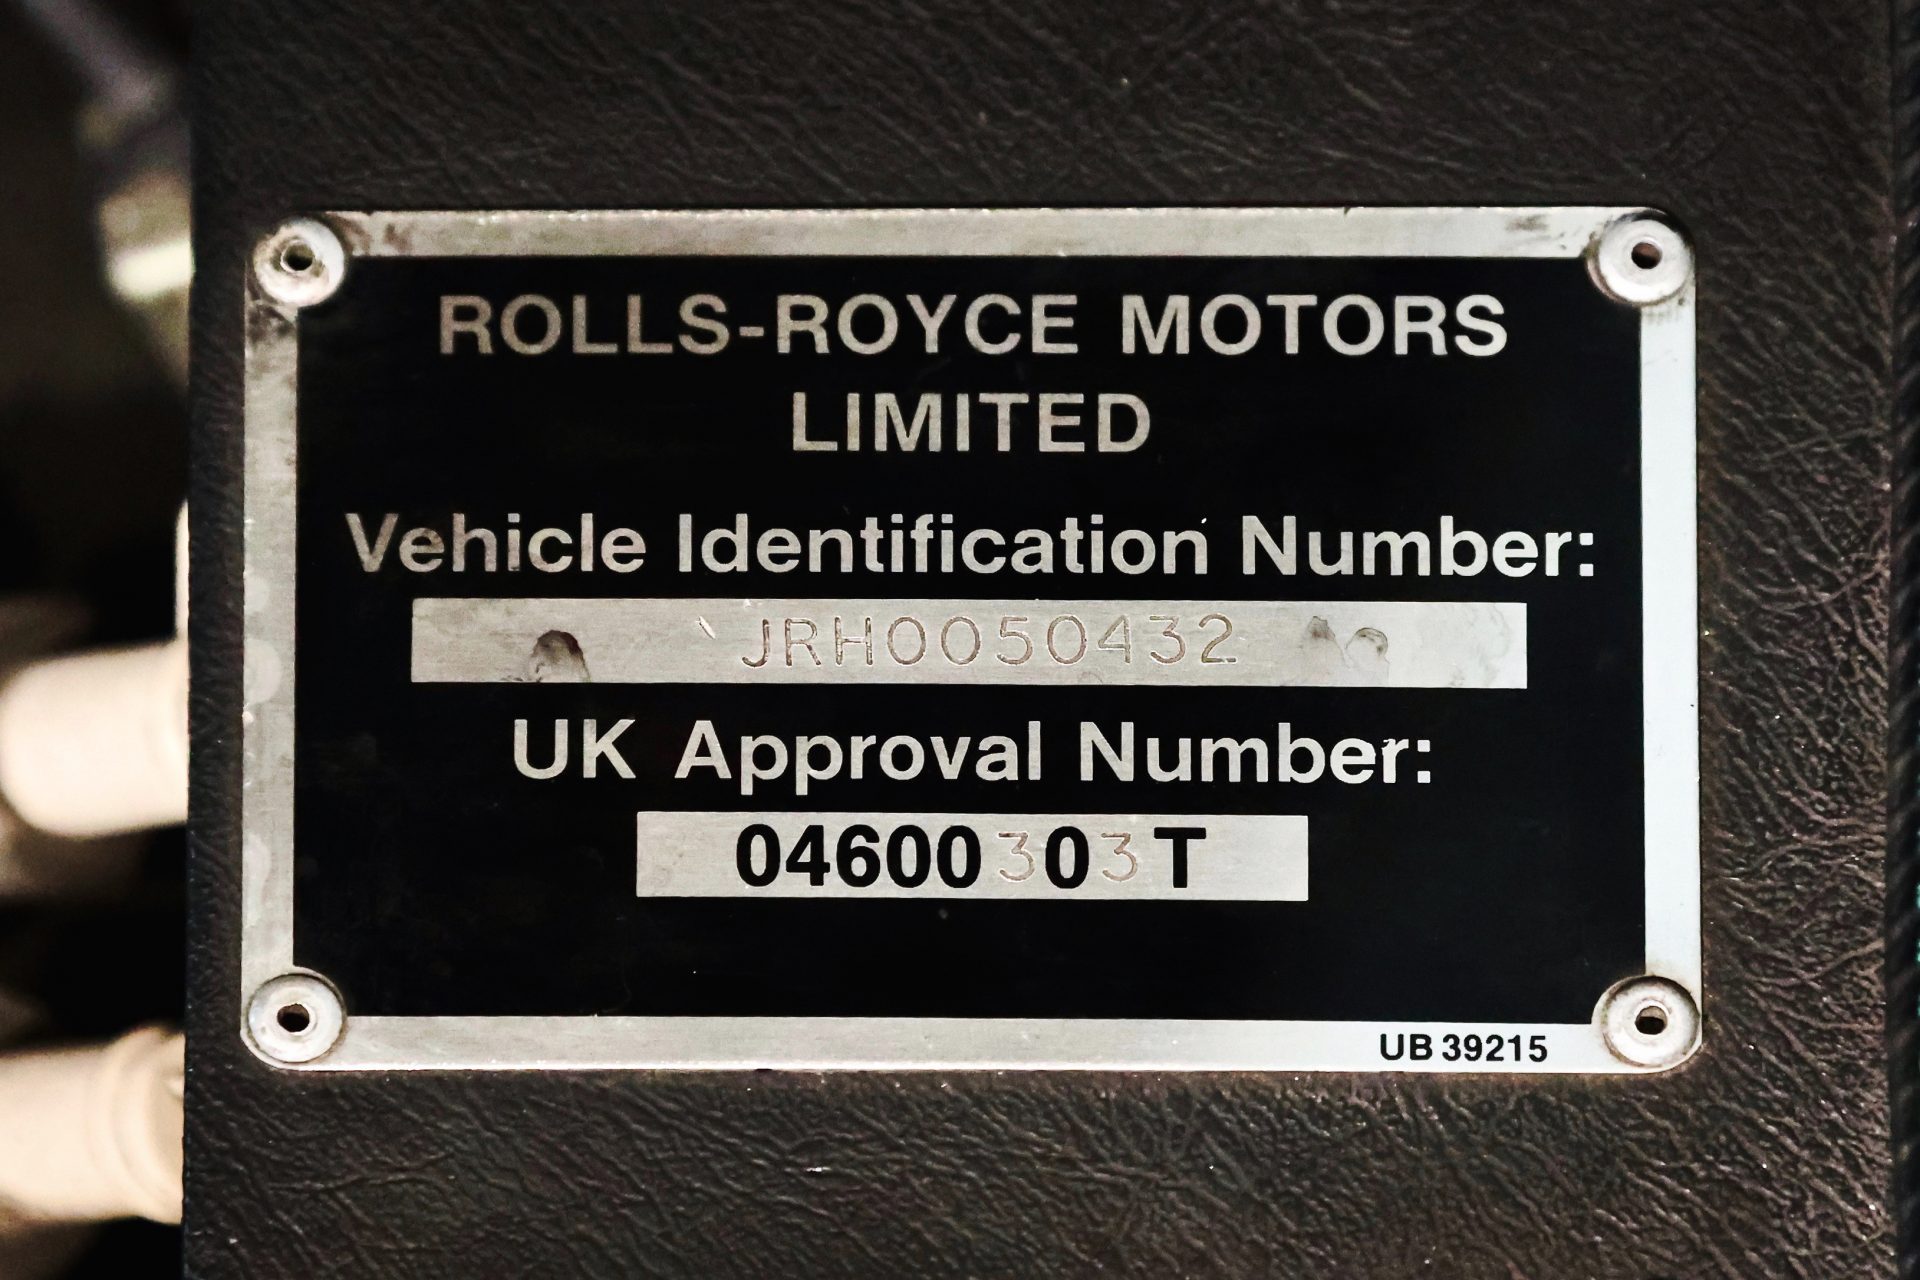 ROLLS-ROYCE MOTORS
LIMITED
Vehicle Identification Number:
JRH0050432
UK Approval Number:
04600303T
UB 39215